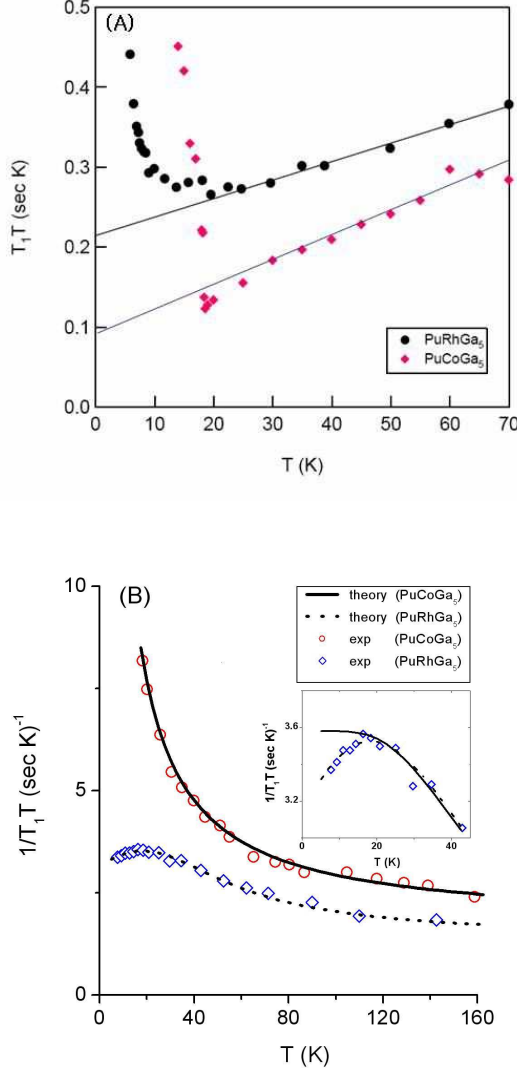 (A)
0.5
0.4
0.3
0.2
0.1
0.0
T₁T (sec K)
PuRhGa₅
PuCoGa₅
0 10 20 30 40 50 60 70
T (K)
(B)
10
5
0
1/T₁T (sec K)⁻¹
theory (PuCoGa₅)
theory (PuRhGa₅)
exp (PuCoGa₅)
exp (PuRhGa₅)
3.6
3.2
1/T₁T (sec K)⁻¹
0 20 40
T (K)
0 40 80 120 160
T (K)